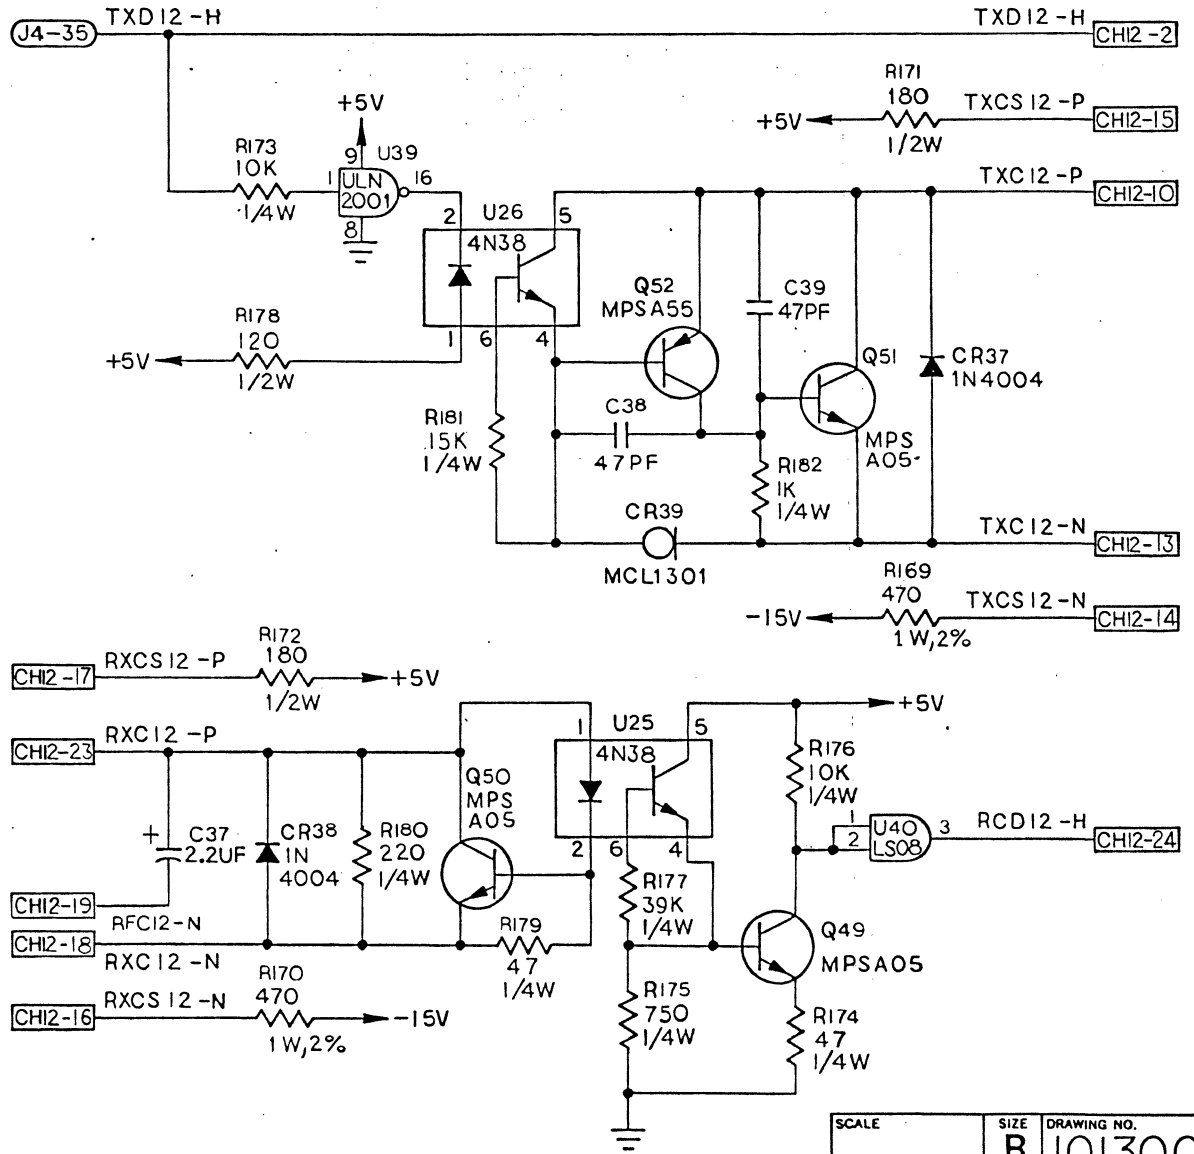 J4-35
TXD12-H
TXD12-H
CH12-2
R171
180
1/2W
+5V
TXCS12-P
CH12-15
+5V
R173
10K
1/4W
9
U39
1
ULN
2001
16
8
TXC12-P
CH12-10
2
U26
5
4N38
1
6
4
R178
120
1/2W
+5V
Q52
MPSA55
C39
47PF
Q51
MPS
A05
CR37
1N4004
R181
.15K
1/4W
C38
47PF
R182
1K
1/4W
CR39
MCL1301
TXC12-N
CH12-13
R169
470
1W,2%
-15V
TXCS12-N
CH12-14
CH12-17
RXCS12-P
R172
180
1/2W
+5V
CH12-23
RXC12-P
1
U25
5
4N38
2
6
4
+5V
Q50
MPS
A05
R176
10K
1/4W
+
C37
2.2UF
CR38
1N
4004
R180
220
1/4W
1
2
U40
LS08
3
RCD12-H
CH12-24
CH12-19
RFC12-N
CH12-18
RXC12-N
R179
47
1/4W
R177
39K
1/4W
Q49
MPSA05
CH12-16
RXCS12-N
R170
470
1W,2%
-15V
R175
750
1/4W
R174
47
1/4W
SCALE
SIZE
B
DRAWING NO.